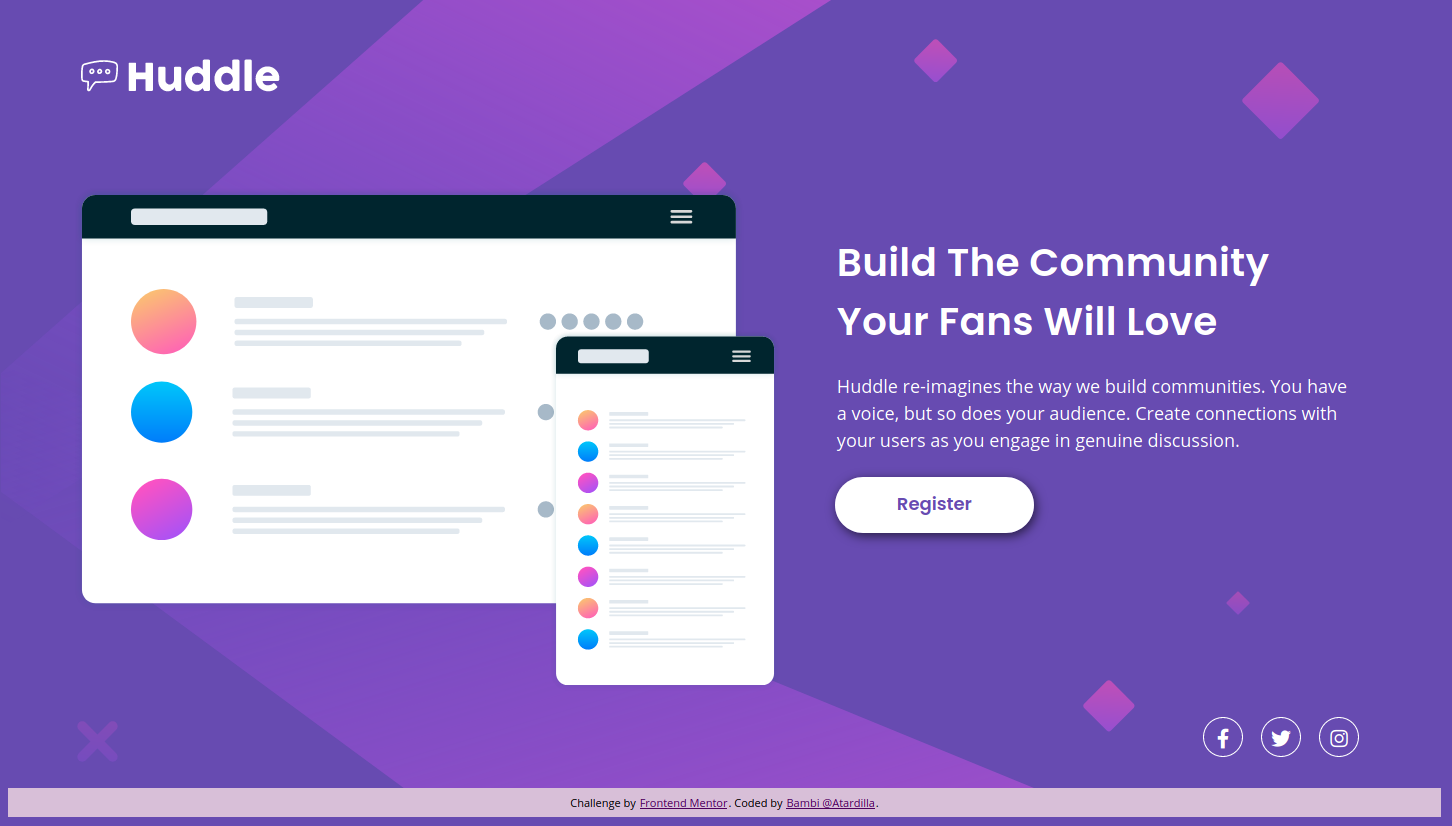 Huddle
Build The Community
Your Fans Will Love
Huddle re-imagines the way we build communities. You have
a voice, but so does your audience. Create connections with
your users as you engage in genuine discussion.
Register
Challenge by Frontend Mentor. Coded by Bambi @Atardilla.